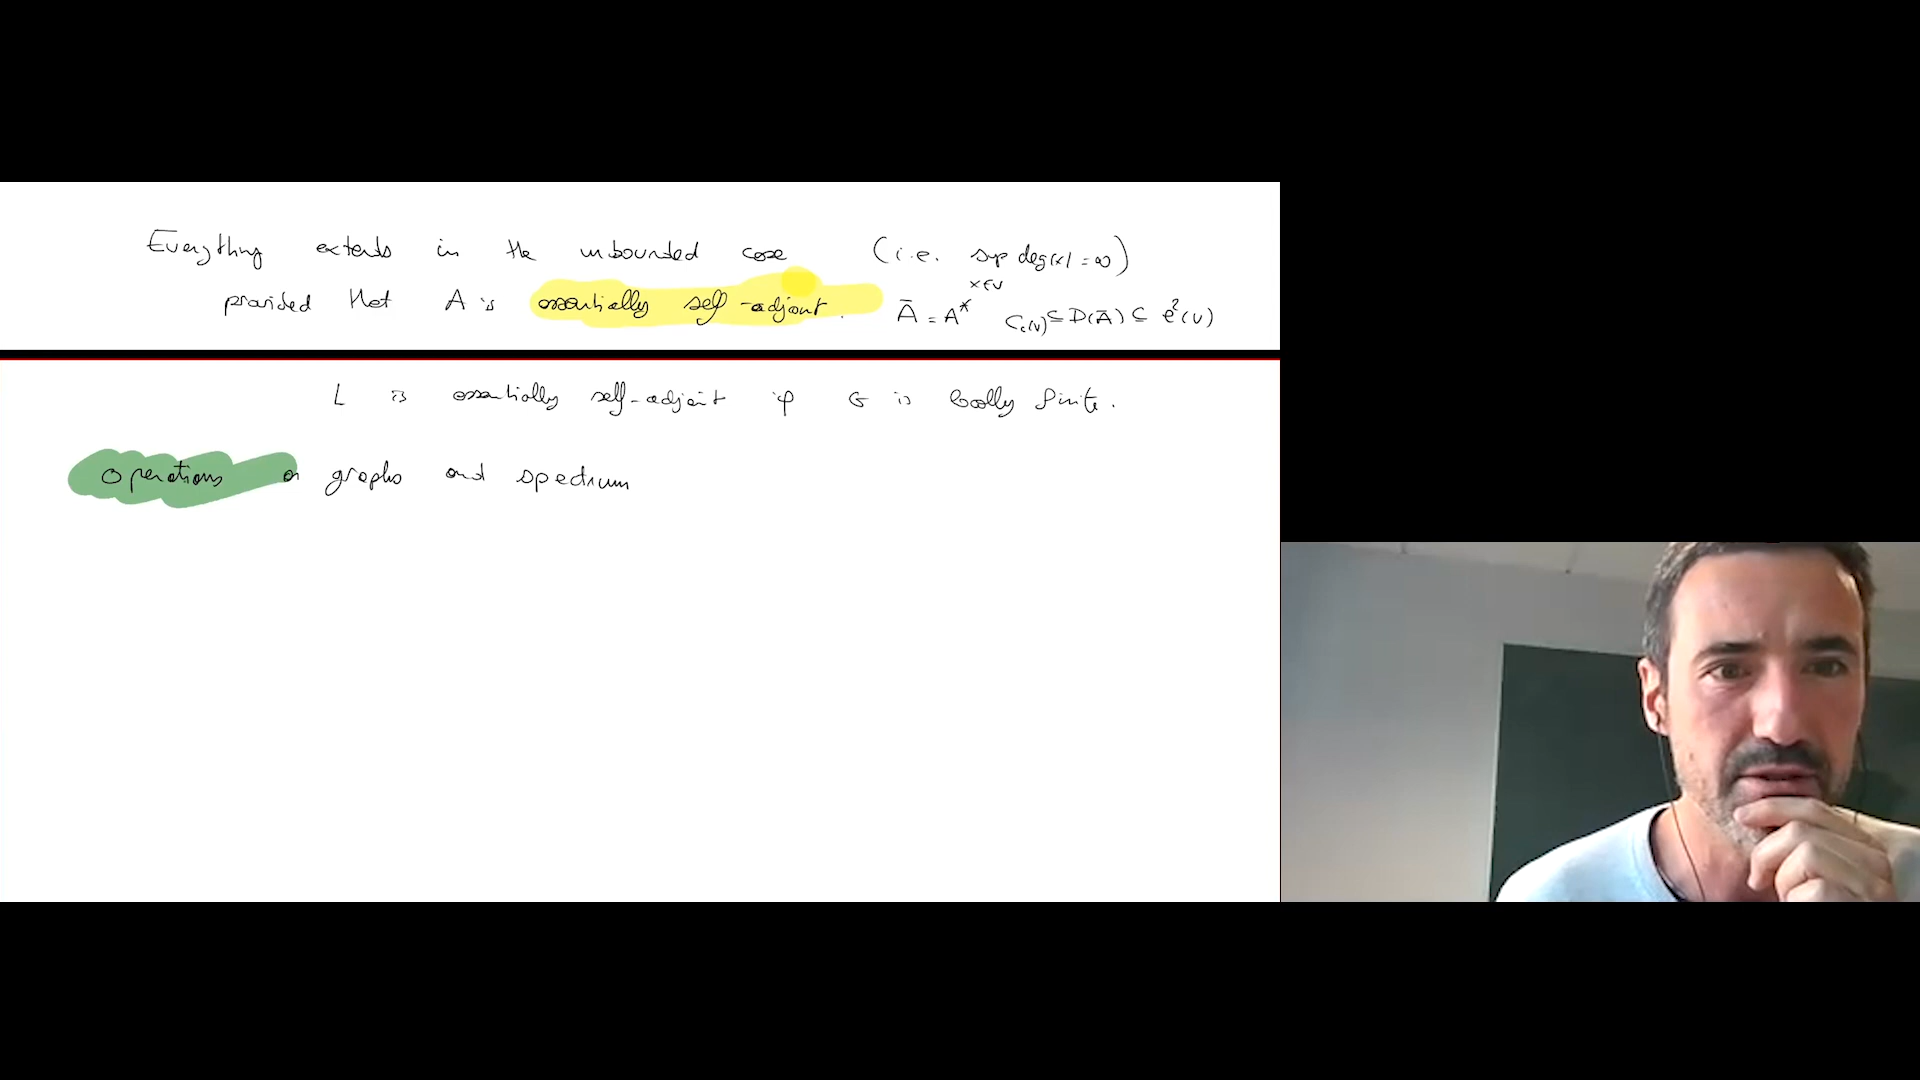 Everything extends in the unbounded case (i.e. sup deg(x) = ∞)
x∈V
provided that A is essentially self-adjoint. Ā = A* Cc(V) ⊆ D(Ā) ⊆ ℓ²(V)
L is essentially self-adjoint if G is locally finite.
Operations on graphs and spectrum